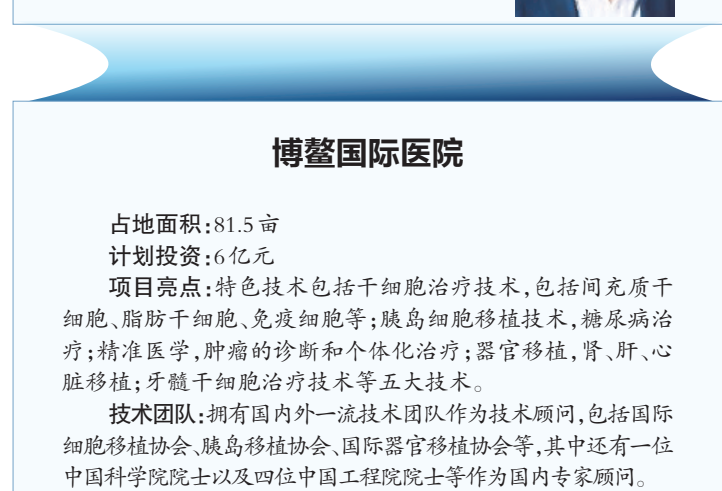 博鳌国际医院
占地面积:81.5亩
计划投资:6亿元
项目亮点:特色技术包括干细胞治疗技术,包括间充质干
细胞、脂肪干细胞、免疫细胞等;胰岛细胞移植技术,糖尿病治
疗;精准医学,肿瘤的诊断和个体化治疗;器官移植,肾、肝、心
脏移植;牙髓干细胞治疗技术等五大技术。
技术团队:拥有国内外一流技术团队作为技术顾问,包括国际
细胞移植协会、胰岛移植协会、国际器官移植协会等,其中还有一位
中国科学院院士以及四位中国工程院院士等作为国内专家顾问。